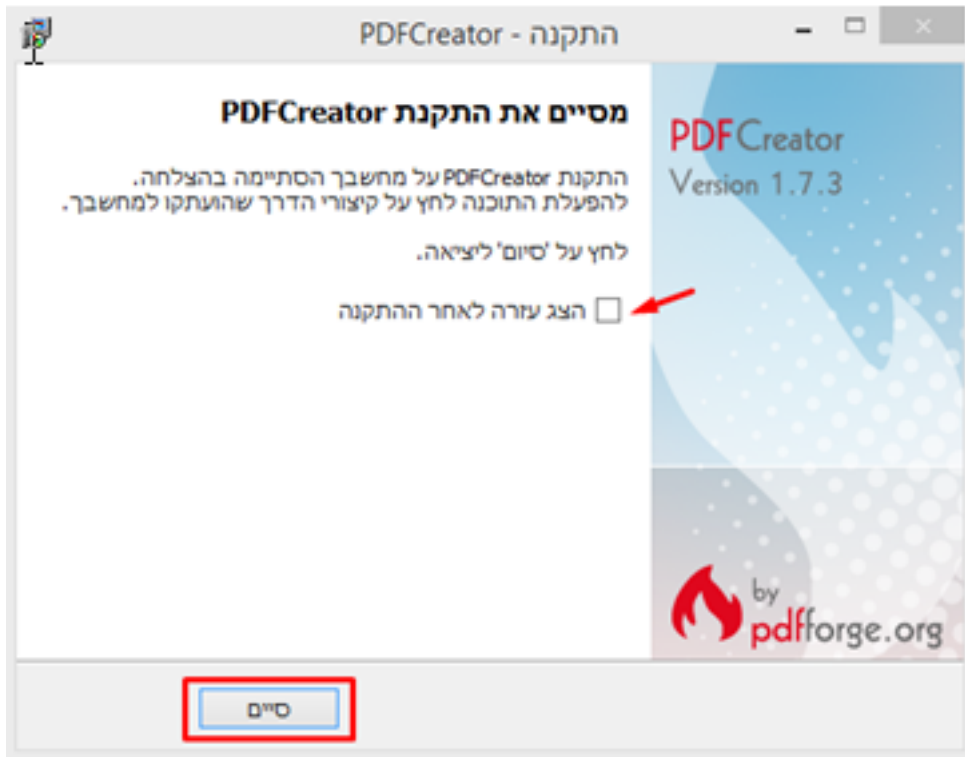 התקנה - PDFCreator
מסיים את התקנת PDFCreator
התקנת PDFCreator על מחשבך הסתיימה בהצלחה.
להפעלת התוכנה לחץ על קיצורי הדרך שהועתקו למחשבך.
לחץ על 'סיום' ליציאה.
הצג עזרה לאחר ההתקנה
PDFCreator
Version 1.7.3
by
pdfforge.org
סיים